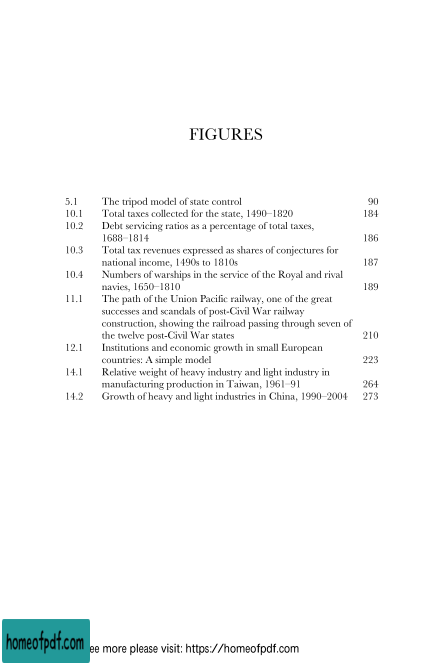 FIGURES
5.1 The tripod model of state control 90
10.1 Total taxes collected for the state, 1490–1820 184
10.2 Debt servicing ratios as a percentage of total taxes,
1688–1814 186
10.3 Total tax revenues expressed as shares of conjectures for
national income, 1490s to 1810s 187
10.4 Numbers of warships in the service of the Royal and rival
navies, 1650–1810 189
11.1 The path of the Union Pacific railway, one of the great
successes and scandals of post-Civil War railway
construction, showing the railroad passing through seven of
the twelve post-Civil War states 210
12.1 Institutions and economic growth in small European
countries: A simple model 223
14.1 Relative weight of heavy industry and light industry in
manufacturing production in Taiwan, 1961–91 264
14.2 Growth of heavy and light industries in China, 1990–2004 273
homeofpdf.com ee more please visit: https://homeofpdf.com